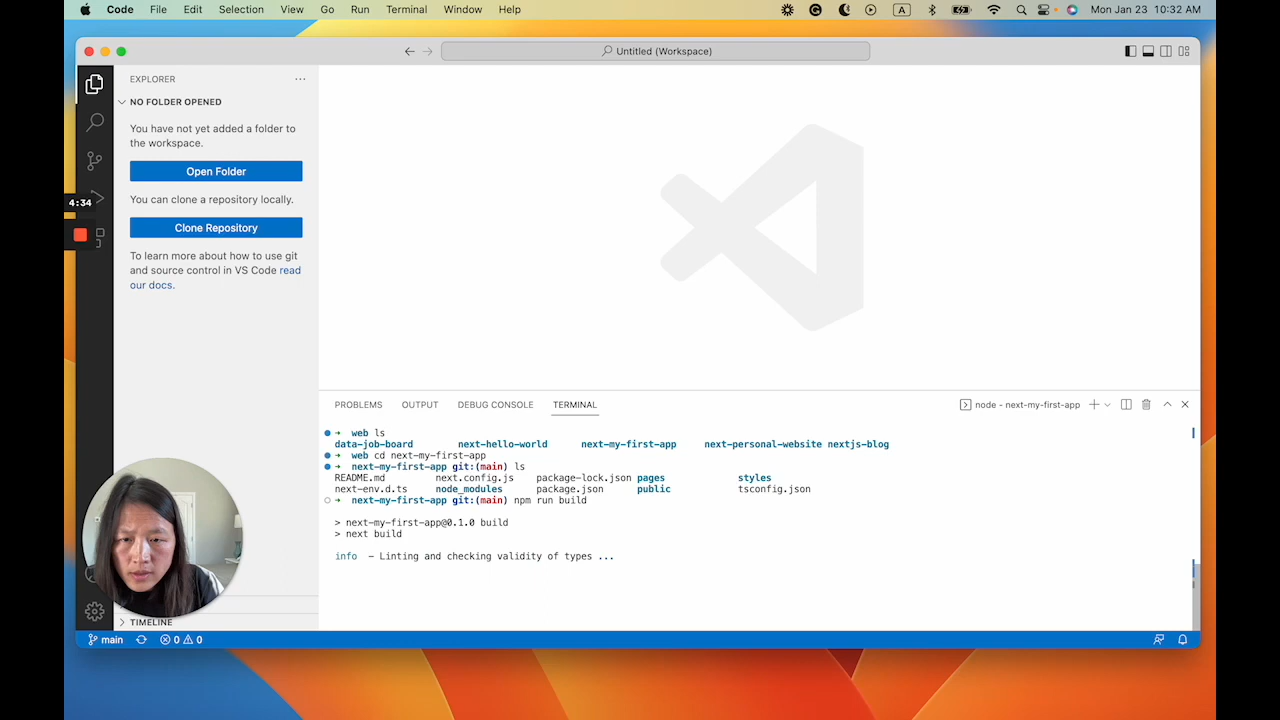 Code File Edit Selection View Go Run Terminal Window Help
A
Mon Jan 23 10:32 AM
Untitled (Workspace)
EXPLORER
NO FOLDER OPENED
You have not yet added a folder to
the workspace.
Open Folder
You can clone a repository locally.
Clone Repository
To learn more about how to use git
and source control in VS Code read
our docs.
4:34
PROBLEMS OUTPUT DEBUG CONSOLE TERMINAL
node - next-my-first-app
➜ web ls
data-job-board next-hello-world next-my-first-app next-personal-website nextjs-blog
➜ web cd next-my-first-app
➜ next-my-first-app git:(main) ls
README.md next.config.js package-lock.json pages styles
next-env.d.ts node_modules package.json public tsconfig.json
➜ next-my-first-app git:(main) npm run build
> next-my-first-app@0.1.0 build
> next build
info - Linting and checking validity of types ...
TIMELINE
main 0 0